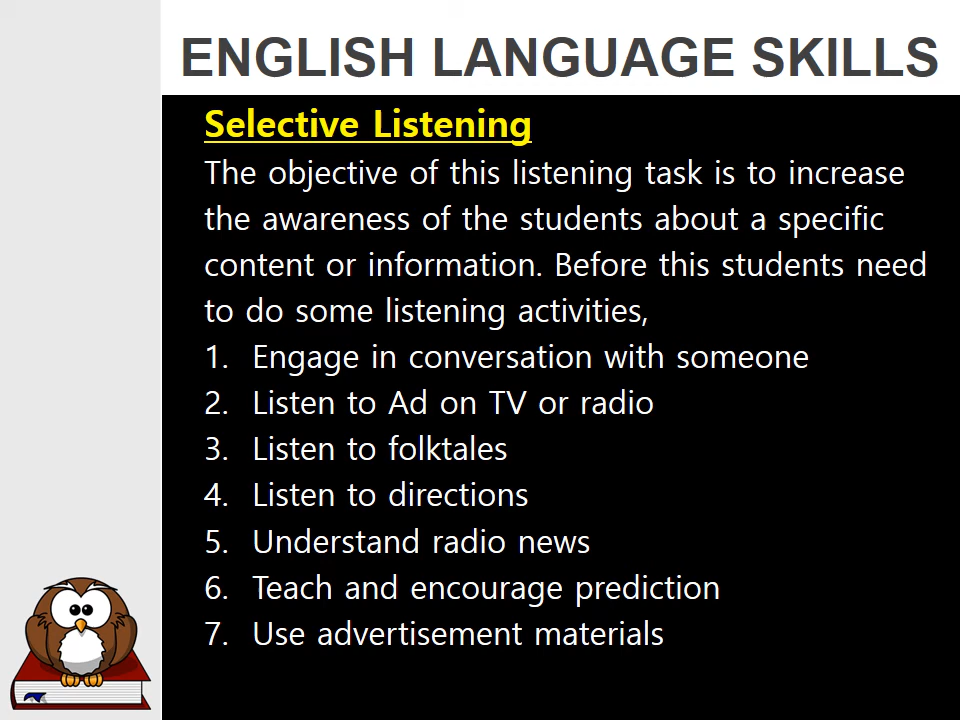 ENGLISH LANGUAGE SKILLS
Selective Listening
The objective of this listening task is to increase
the awareness of the students about a specific
content or information. Before this students need
to do some listening activities,
1. Engage in conversation with someone
2. Listen to Ad on TV or radio
3. Listen to folktales
4. Listen to directions
5. Understand radio news
6. Teach and encourage prediction
7. Use advertisement materials